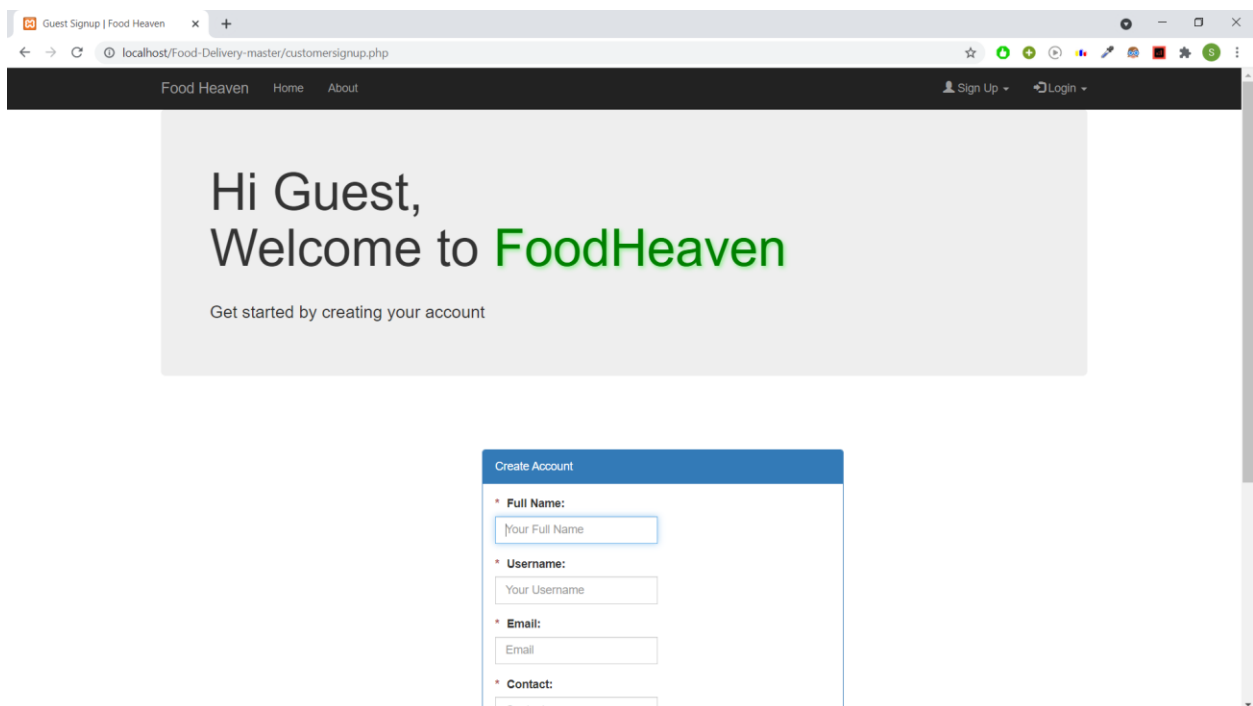 Guest Signup | Food Heaven
localhost/Food-Delivery-master/customersignup.php
S
Food Heaven Home About Sign Up Login
Hi Guest,
Welcome to FoodHeaven
Get started by creating your account
Create Account
* Full Name:
Your Full Name
* Username:
Your Username
* Email:
Email
* Contact: